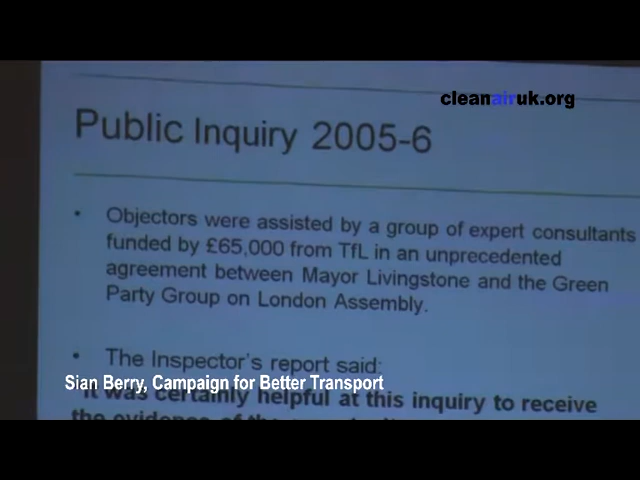 cleanairuk.org
Public Inquiry 2005-6
• Objectors were assisted by a group of expert consultants
funded by £65,000 from TfL in an unprecedented
agreement between Mayor Livingstone and the Green
Party Group on London Assembly.
• The Inspector's report said:
Sian Berry, Campaign for Better Transport
"It was certainly helpful at this inquiry to receive
the evidence of the